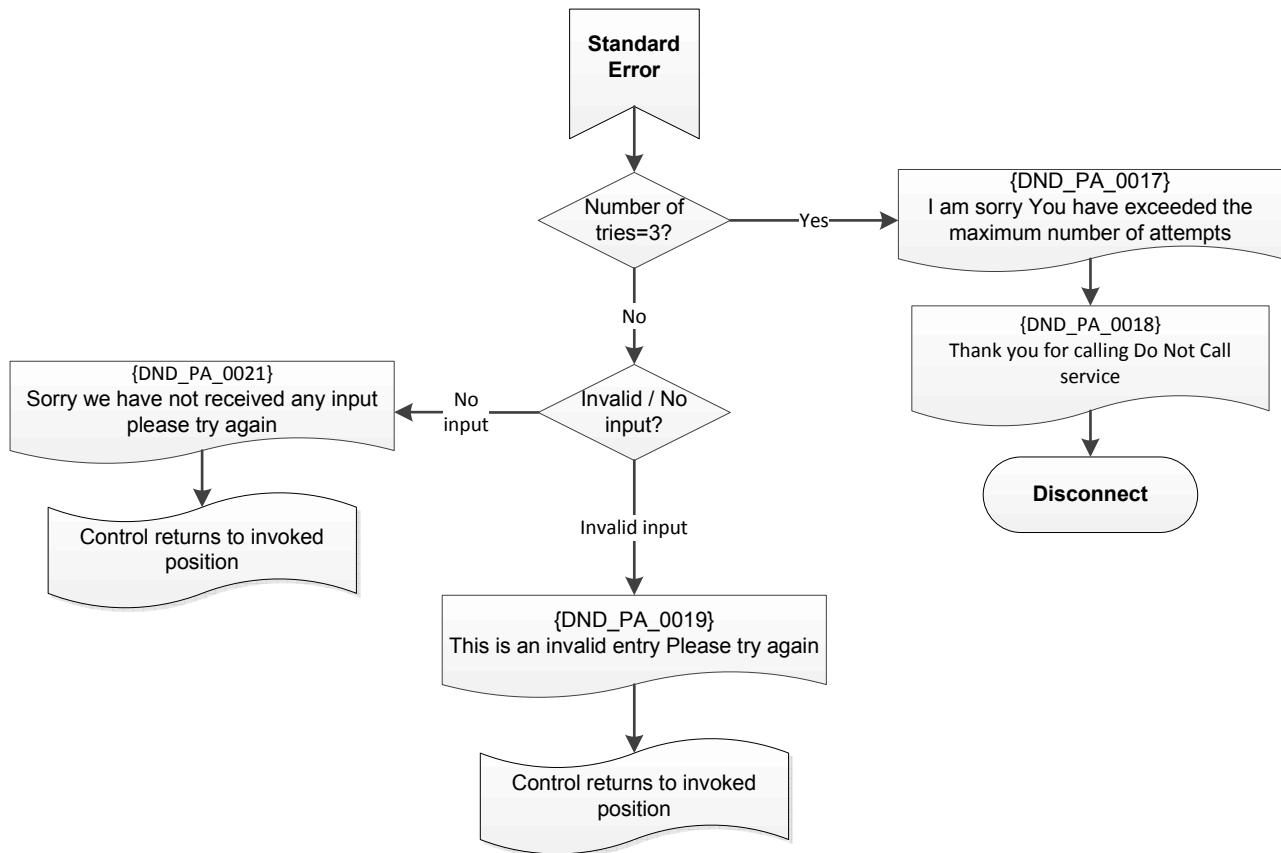 Standard
Error
Number of
tries=3?
Yes
{DND_PA_0017}
I am sorry You have exceeded the
maximum number of attempts
{DND_PA_0018}
Thank you for calling Do Not Call
service
Disconnect
No
Invalid / No
input?
No
input
{DND_PA_0021}
Sorry we have not received any input
please try again
Control returns to invoked
position
Invalid input
{DND_PA_0019}
This is an invalid entry Please try again
Control returns to invoked
position